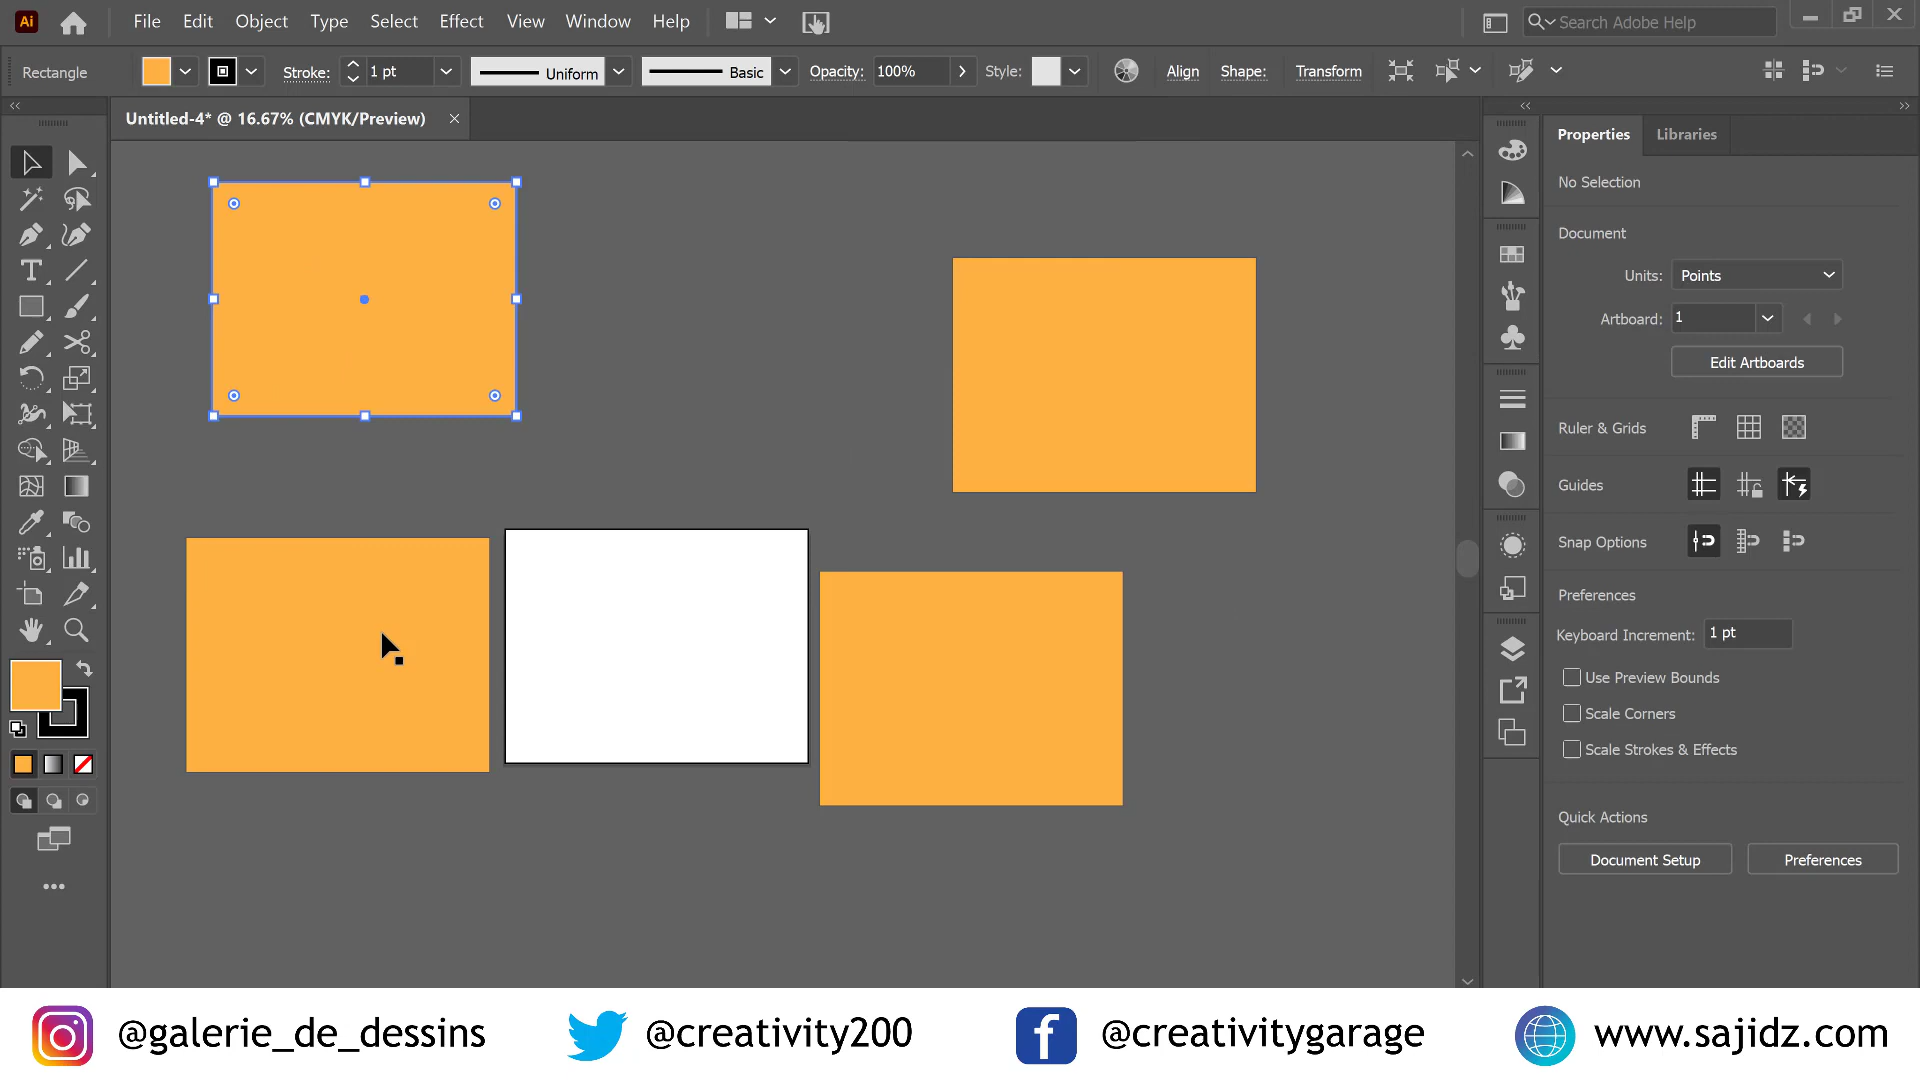 Ai File Edit Object Type Select Effect View Window Help Search Adobe Help
Rectangle Stroke: 1 pt Uniform Basic Opacity: 100% Style: Align Shape: Transform
Untitled-4* @ 16.67% (CMYK/Preview)
Properties Libraries
No Selection
Document
Units: Points
Artboard: 1
Edit Artboards
Ruler & Grids
Guides
Snap Options
Preferences
Keyboard Increment: 1 pt
Use Preview Bounds
Scale Corners
Scale Strokes & Effects
Quick Actions
Document Setup Preferences
@galerie_de_dessins @creativity200 @creativitygarage www.sajidz.com